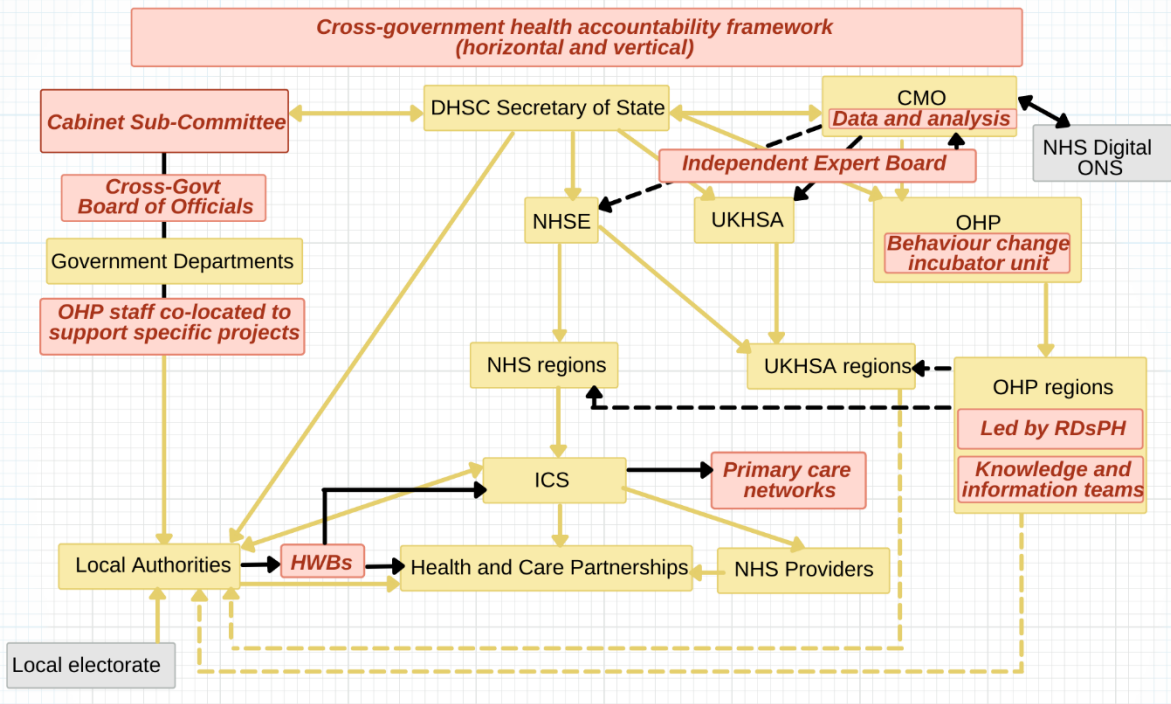 Cross-government health accountability framework
(horizontal and vertical)
Cabinet Sub-Committee
DHSC Secretary of State
CMO
Data and analysis
NHS Digital
ONS
Independent Expert Board
Cross-Govt
Board of Officials
NHSE
UKHSA
OHP
Behaviour change
incubator unit
Government Departments
OHP staff co-located to
support specific projects
NHS regions
UKHSA regions
OHP regions
Led by RDsPH
Knowledge and
information teams
ICS
Primary care
networks
Local Authorities
HWBs
Health and Care Partnerships
NHS Providers
Local electorate